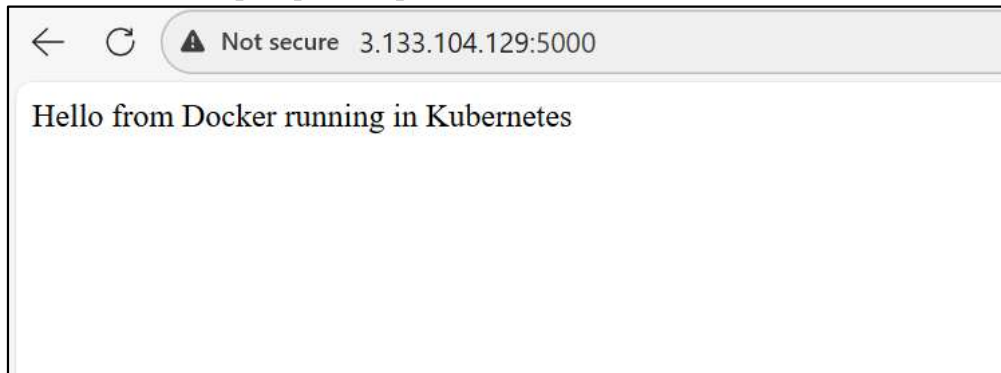 Not secure 3.133.104.129:5000
Hello from Docker running in Kubernetes